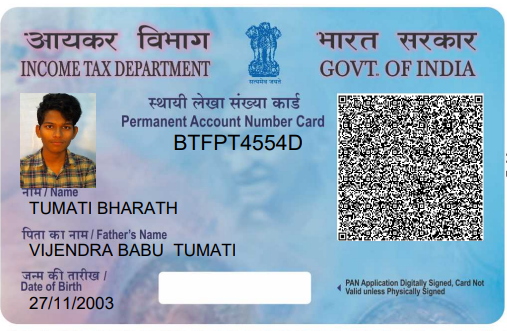 आयकर विभाग
INCOME TAX DEPARTMENT
सत्यमेव जयते
भारत सरकार
GOVT. OF INDIA
स्थायी लेखा संख्या कार्ड
Permanent Account Number Card
BTFPT4554D
नाम / Name
TUMATI BHARATH
पिता का नाम / Father's Name
VIJENDRA BABU TUMATI
जन्म की तारीख /
Date of Birth
27/11/2003
PAN Application Digitally Signed, Card Not
Valid unless Physically Signed